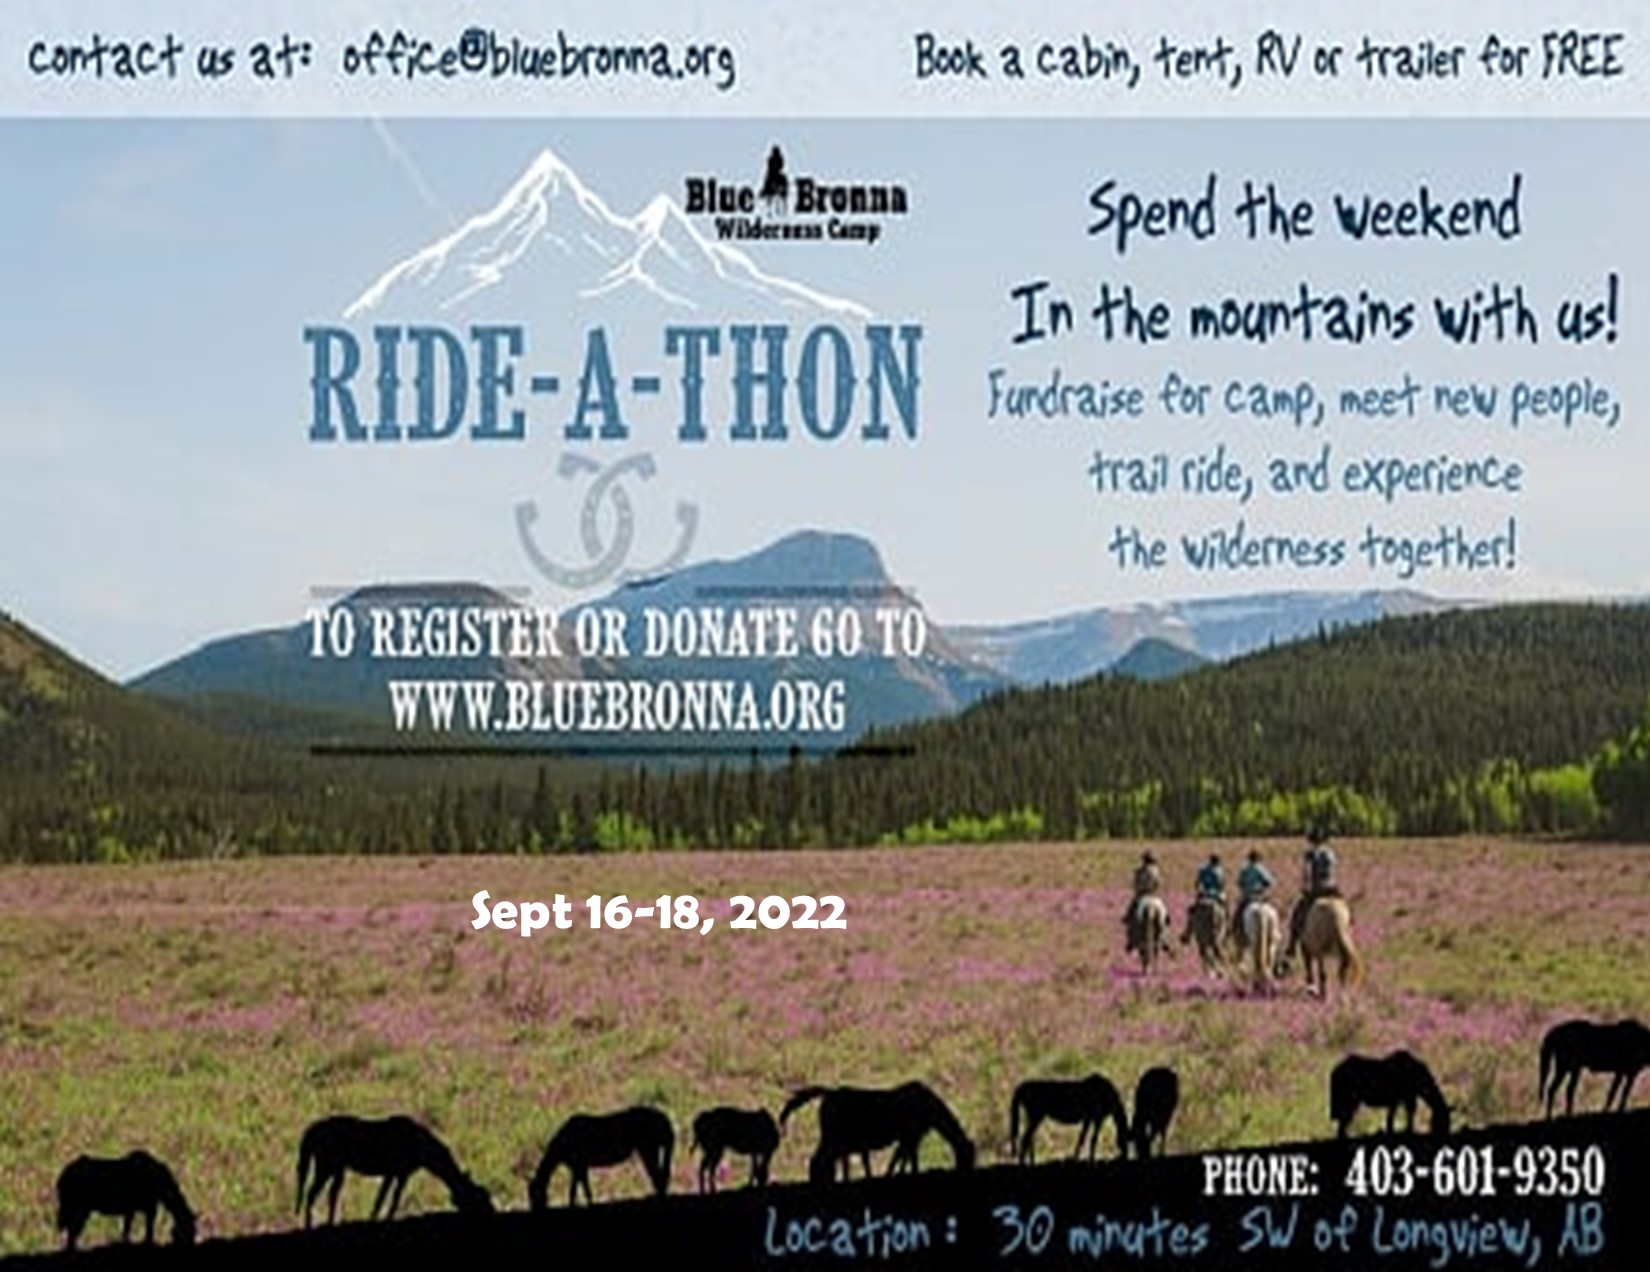 contact us at: office@bluebronna.org
Book a cabin, tent, RV or trailer for FREE
Blue Bronna
Wilderness Camp
RIDE-A-THON
TO REGISTER OR DONATE GO TO
WWW.BLUEBRONNA.ORG
Spend the weekend
In the mountains with us!
Fundraise for camp, meet new people,
trail ride, and experience
the wilderness together!
Sept 16-18, 2022
PHONE: 403-601-9350
Location : 30 minutes SW of Longview, AB